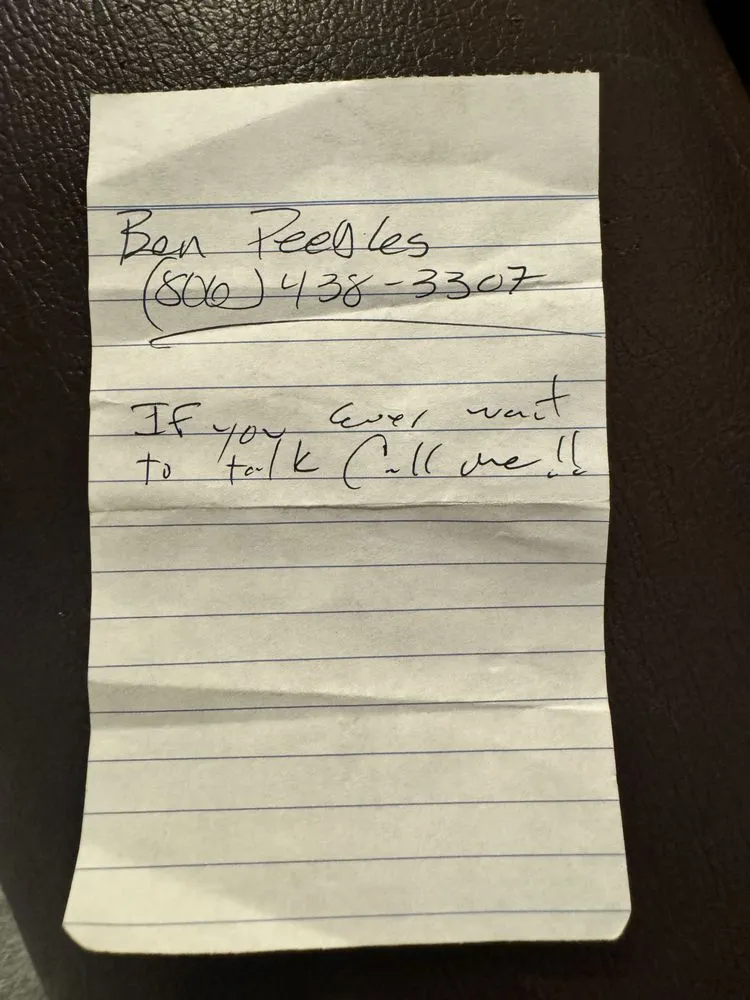 Ben Peebles
(806) 438-3307
If you ever want
to talk Call me!!